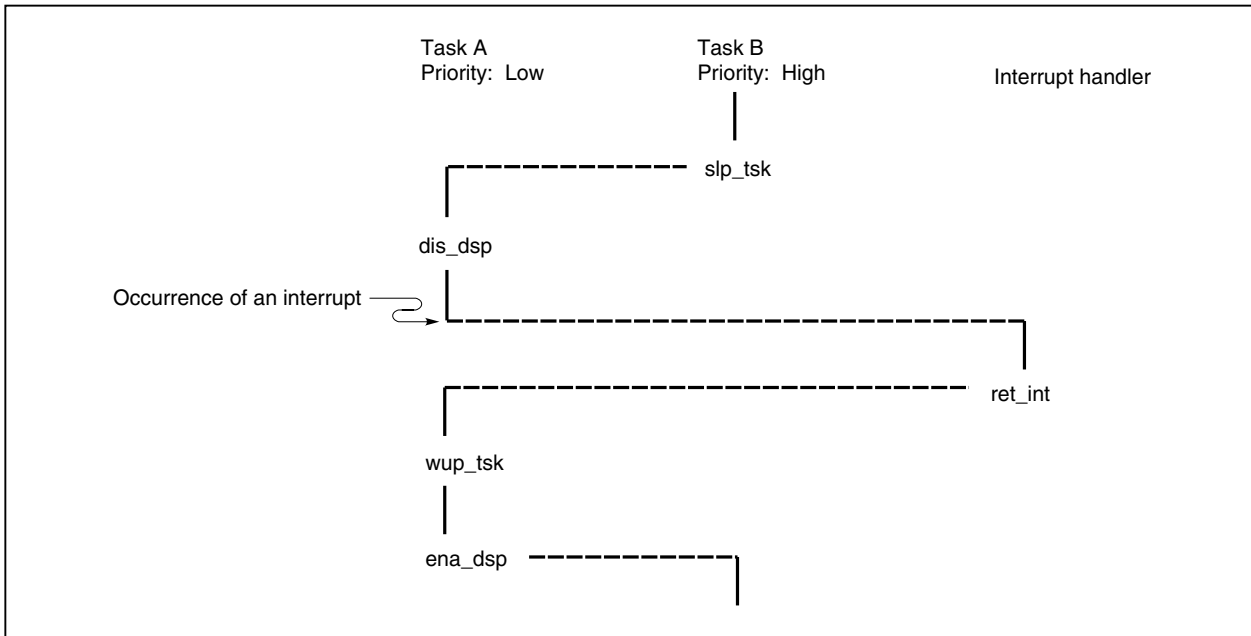 Task A
Priority: Low
Task B
Priority: High
Interrupt handler
slp_tsk
dis_dsp
Occurrence of an interrupt
ret_int
wup_tsk
ena_dsp